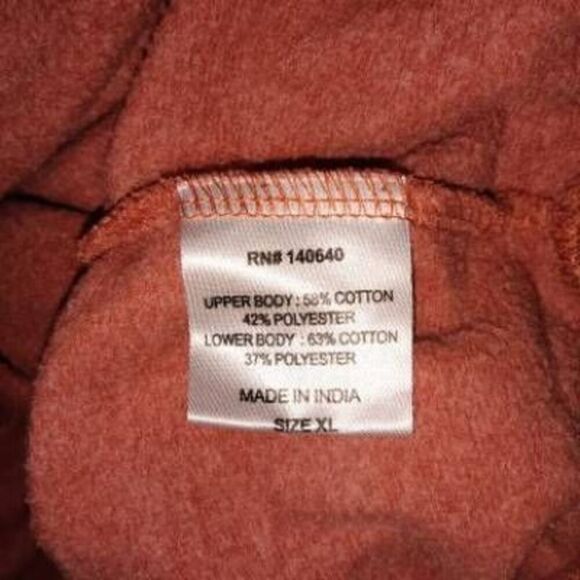 RN# 140640
UPPER BODY : 58% COTTON
42% POLYESTER
LOWER BODY : 63% COTTON
37% POLYESTER
MADE IN INDIA
SIZE XL